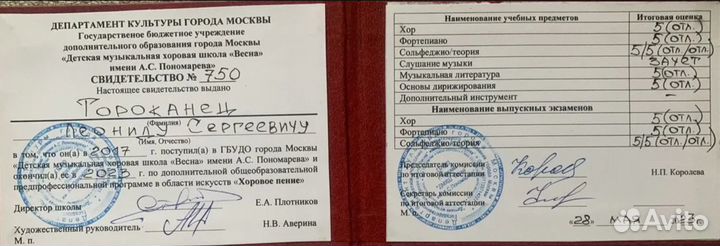 ДЕПАРТАМЕНТ КУЛЬТУРЫ ГОРОДА МОСКВЫ
Государственное бюджетное учреждение
дополнительного образования города Москвы
«Детская музыкальная хоровая школа «Весна»
имени А.С. Пономарева»
СВИДЕТЕЛЬСТВО № 750
Настоящее свидетельство выдано
Тороканец
(Фамилия)
Леониду Сергеевичу
(Имя, Отчество)
в том, что он(а) в 2017 г. поступил(а) в ГБУДО города Москвы
«Детская музыкальная хоровая школа «Весна» имени А.С. Пономарева» и
окончил(а) ее в 2023 г. по дополнительной общеобразовательной
предпрофессиональной программе в области искусств «Хоровое пение»
Директор школы Е.А. Плотников
Художественный руководитель Н.В. Аверина
М. п.
Наименование учебных предметов Итоговая оценка
Хор 5 (отл.)
Фортепиано 5 (отл.)
Сольфеджио/теория 5/5 (отл./отл.)
Слушание музыки зачет
Музыкальная литература 5 (отл.)
Основы дирижирования 5 (отл.)
Дополнительный инструмент –
Наименование выпускных экзаменов
Хор 5 (отл.)
Фортепиано 5 (отл.)
Сольфеджио/теория 5/5 (отл./отл.)
Председатель комиссии
по итоговой аттестации Н.П. Королева
Секретарь комиссии
по итоговой аттестации
М. п.
«28» мая
Avito